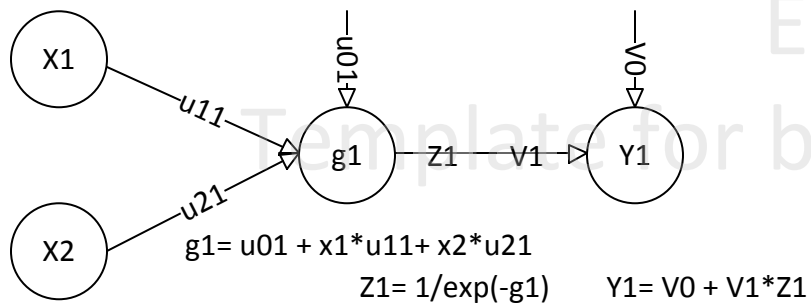 E
Template for b
X1
u01
V0
u11
g1
Z1
V1
Y1
u21
X2
g1= u01 + x1*u11+ x2*u21
Z1= 1/exp(-g1)
Y1= V0 + V1*Z1